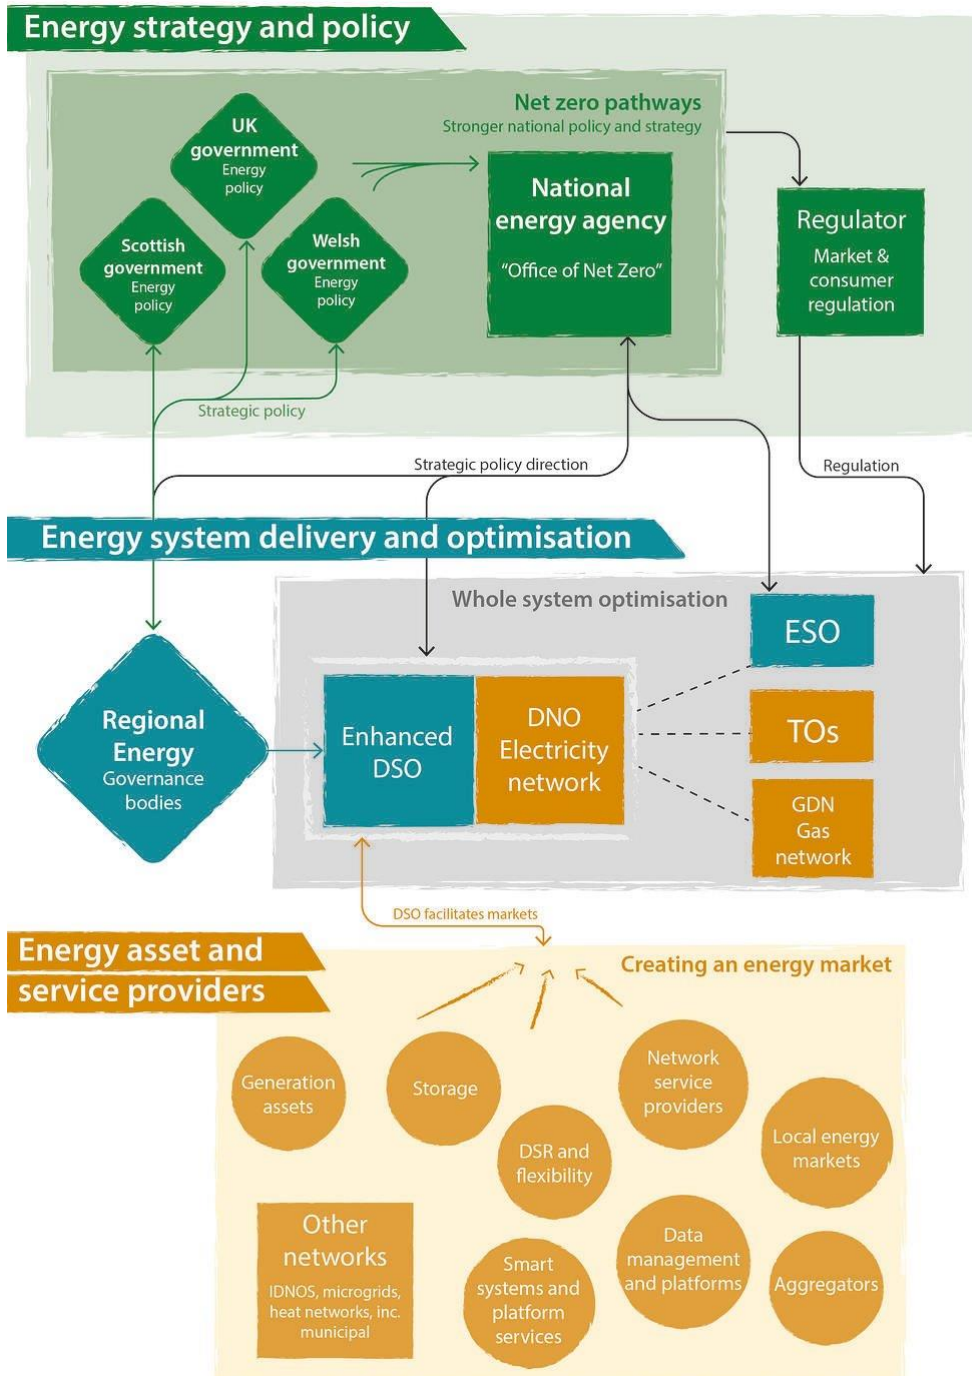 Energy strategy and policy
Net zero pathways
Stronger national policy and strategy
UK
government
Energy
policy
Scottish
government
Energy
policy
Welsh
government
Energy
policy
National
energy agency
“Office of Net Zero”
Regulator
Market &
consumer
regulation
Strategic policy
Strategic policy direction
Regulation
Energy system delivery and optimisation
Whole system optimisation
Regional
Energy
Governance
bodies
Enhanced
DSO
DNO
Electricity
network
ESO
TOs
GDN
Gas
network
DSO facilitates markets
Energy asset and
service providers
Creating an energy market
Generation
assets
Storage
Network
service
providers
DSR and
flexibility
Local energy
markets
Other
networks
IDNOS, microgrids,
heat networks, inc.
municipal
Smart
systems and
platform
services
Data
management
and platforms
Aggregators